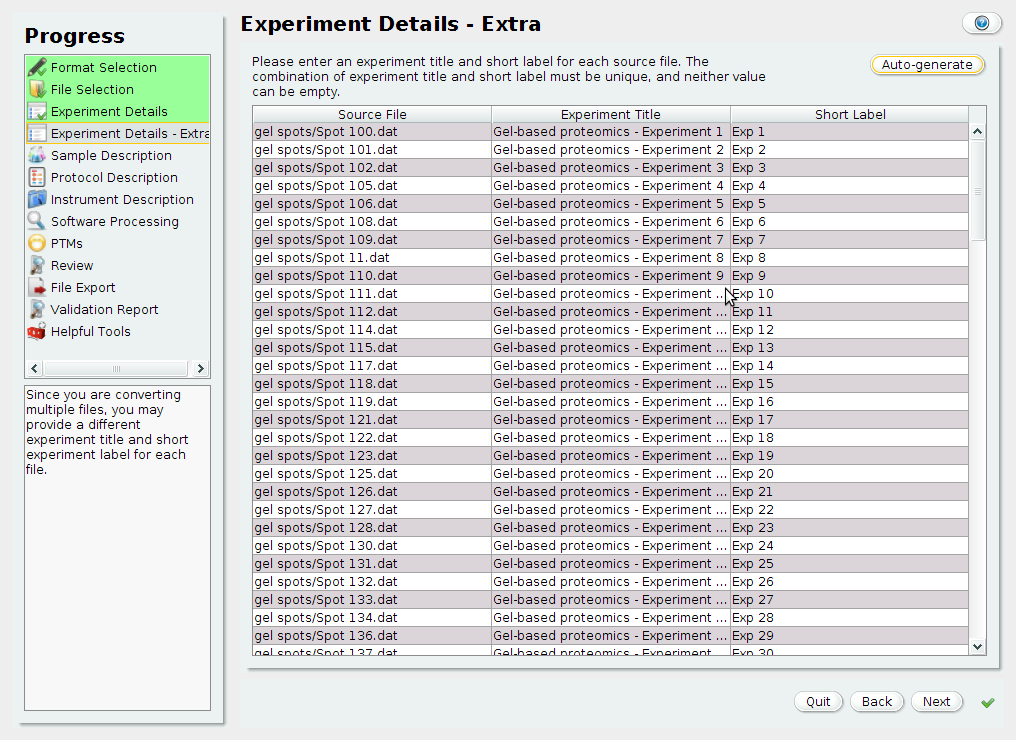 Progress
Format Selection
File Selection
Experiment Details
Experiment Details - Extra
Sample Description
Protocol Description
Instrument Description
Software Processing
PTMs
Review
File Export
Validation Report
Helpful Tools
Since you are converting
multiple files, you may
provide a different
experiment title and short
experiment label for each
file.
Experiment Details - Extra
Please enter an experiment title and short label for each source file. The
combination of experiment title and short label must be unique, and neither value
can be empty.
Auto-generate
Source File Experiment Title Short Label
gel spots/Spot 100.dat Gel-based proteomics - Experiment 1 Exp 1
gel spots/Spot 101.dat Gel-based proteomics - Experiment 2 Exp 2
gel spots/Spot 102.dat Gel-based proteomics - Experiment 3 Exp 3
gel spots/Spot 105.dat Gel-based proteomics - Experiment 4 Exp 4
gel spots/Spot 106.dat Gel-based proteomics - Experiment 5 Exp 5
gel spots/Spot 108.dat Gel-based proteomics - Experiment 6 Exp 6
gel spots/Spot 109.dat Gel-based proteomics - Experiment 7 Exp 7
gel spots/Spot 11.dat Gel-based proteomics - Experiment 8 Exp 8
gel spots/Spot 110.dat Gel-based proteomics - Experiment 9 Exp 9
gel spots/Spot 111.dat Gel-based proteomics - Experiment ... Exp 10
gel spots/Spot 112.dat Gel-based proteomics - Experiment ... Exp 11
gel spots/Spot 114.dat Gel-based proteomics - Experiment ... Exp 12
gel spots/Spot 115.dat Gel-based proteomics - Experiment ... Exp 13
gel spots/Spot 117.dat Gel-based proteomics - Experiment ... Exp 14
gel spots/Spot 118.dat Gel-based proteomics - Experiment ... Exp 15
gel spots/Spot 119.dat Gel-based proteomics - Experiment ... Exp 16
gel spots/Spot 121.dat Gel-based proteomics - Experiment ... Exp 17
gel spots/Spot 122.dat Gel-based proteomics - Experiment ... Exp 18
gel spots/Spot 123.dat Gel-based proteomics - Experiment ... Exp 19
gel spots/Spot 125.dat Gel-based proteomics - Experiment ... Exp 20
gel spots/Spot 126.dat Gel-based proteomics - Experiment ... Exp 21
gel spots/Spot 127.dat Gel-based proteomics - Experiment ... Exp 22
gel spots/Spot 128.dat Gel-based proteomics - Experiment ... Exp 23
gel spots/Spot 130.dat Gel-based proteomics - Experiment ... Exp 24
gel spots/Spot 131.dat Gel-based proteomics - Experiment ... Exp 25
gel spots/Spot 132.dat Gel-based proteomics - Experiment ... Exp 26
gel spots/Spot 133.dat Gel-based proteomics - Experiment ... Exp 27
gel spots/Spot 134.dat Gel-based proteomics - Experiment ... Exp 28
gel spots/Spot 136.dat Gel-based proteomics - Experiment ... Exp 29
gel spots/Spot 137.dat Gel-based proteomics - Experiment Exp 30
Quit Back Next